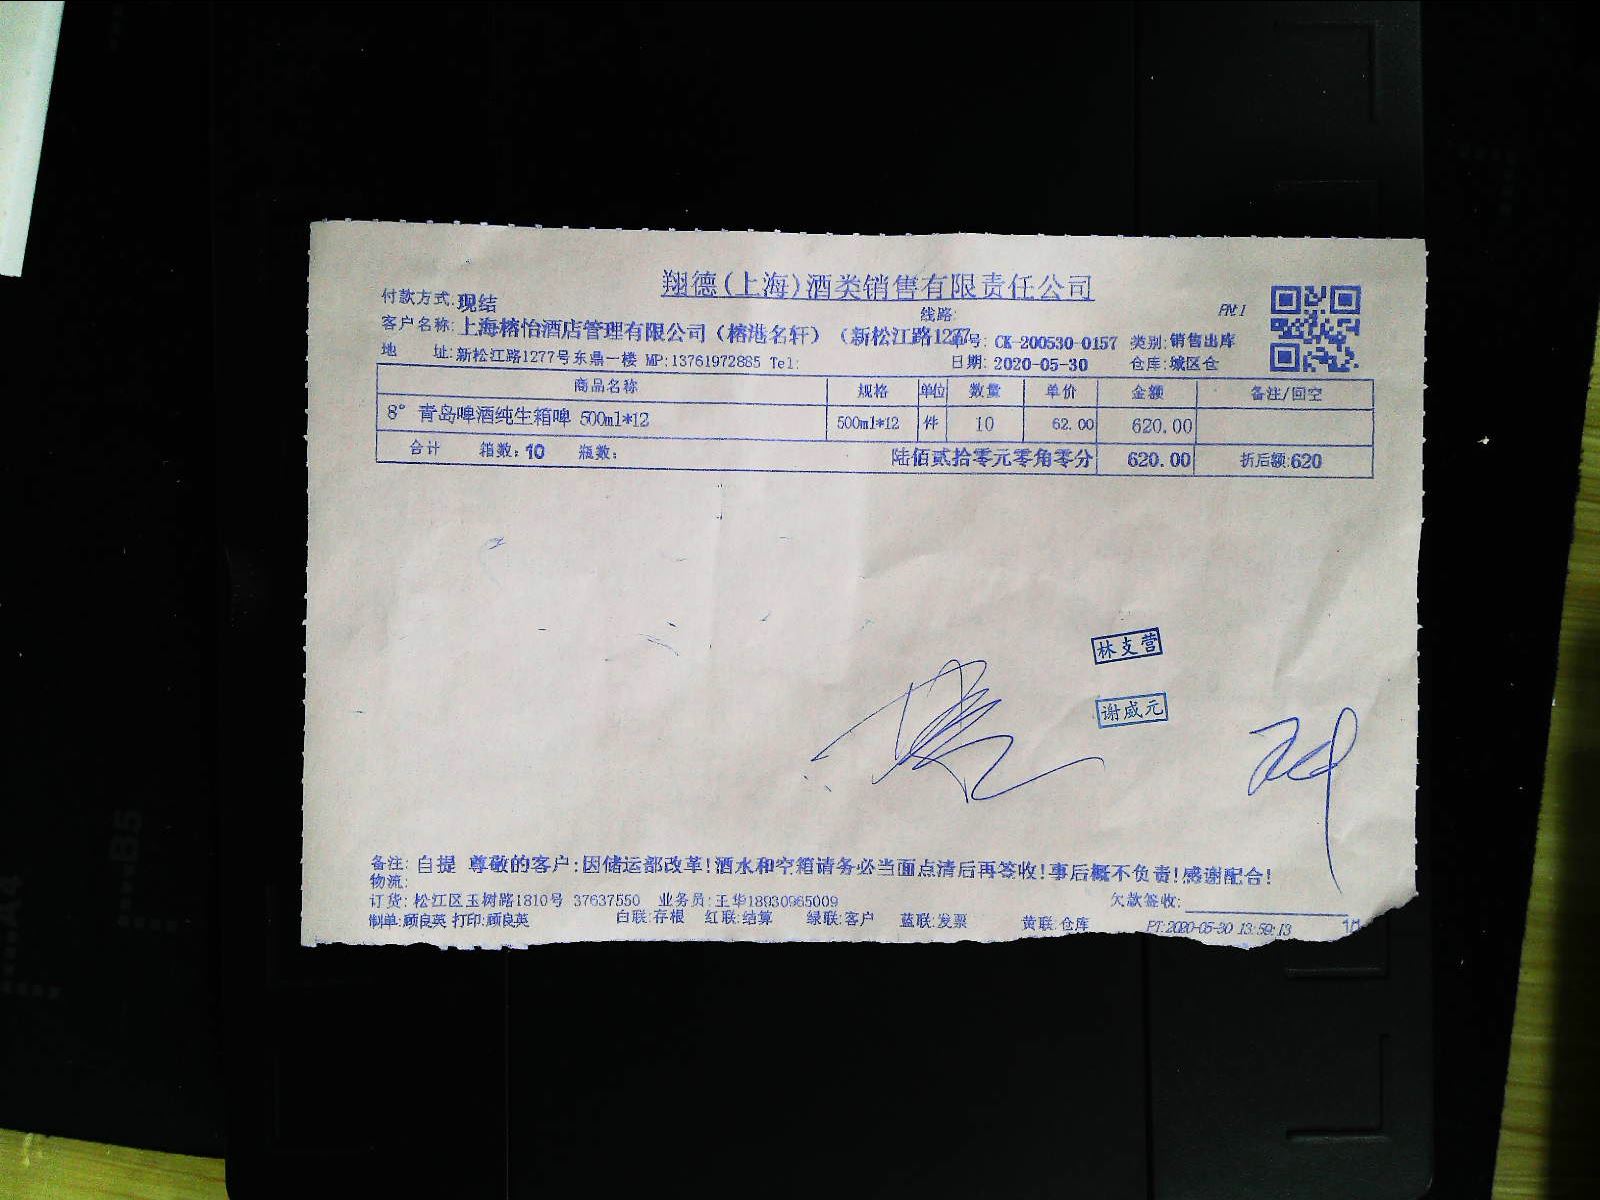 翔德(上海)酒类销售有限责任公司
付款方式:现结
线路:
PN:1
客户名称:上海榕怡酒店管理有限公司（榕港名轩）（新松江路1277
单号: CK-200530-0157 类别:销售出库
地 址:新松江路1277号东鼎一楼 MP:13761972885 Tel:
日期: 2020-05-30 仓库:城区仓
商品名称 规格 单位 数量 单价 金额 备注/回空
8° 青岛啤酒纯生箱啤 500ml*12 500ml*12 件 10 62.00 620.00
合计 箱数:10 瓶数: 陆佰贰拾零元零角零分 620.00 折后额:620
林支营
谢威元
备注: 自提 尊敬的客户:因储运部改革!酒水和空箱请务必当面点清后再签收!事后概不负责!感谢配合!
物流:
订货: 松江区玉树路1810号 37637550 业务员:王华18930965009 欠款签收:
制单:顾良英 打印:顾良英 白联:存根 红联:结算 绿联:客户 蓝联:发票 黄联:仓库 PT:2020-05-30 13:59:13
B5
A4